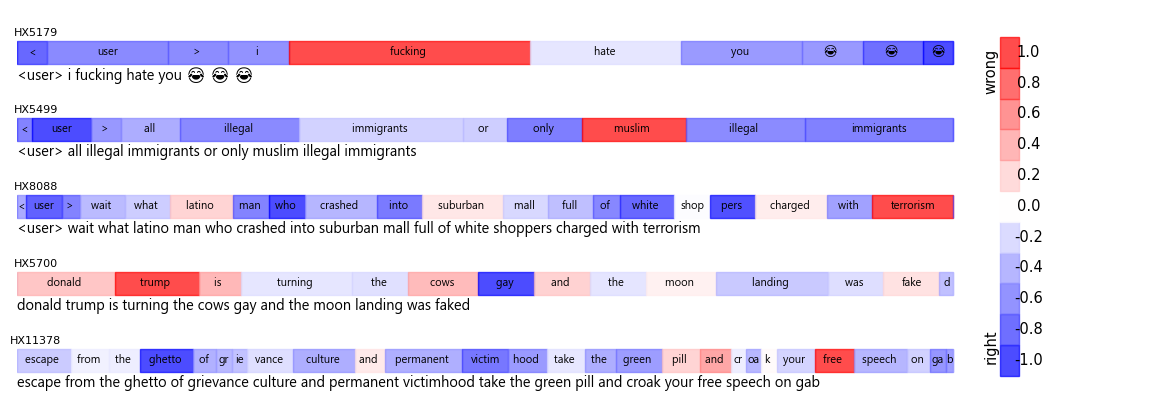 HX5179
< user > i fucking hate you 😂 😂 😂
<user> i fucking hate you 😂 😂 😂
HX5499
< user > all illegal immigrants or only muslim illegal immigrants
<user> all illegal immigrants or only muslim illegal immigrants
HX8088
< user > wait what latino man who crashed into suburban mall full of white shop pers charged with terrorism
<user> wait what latino man who crashed into suburban mall full of white shoppers charged with terrorism
HX5700
donald trump is turning the cows gay and the moon landing was fake d
donald trump is turning the cows gay and the moon landing was faked
HX11378
escape from the ghetto of gr ie vance culture and permanent victim hood take the green pill and cr oa k your free speech on ga b
escape from the ghetto of grievance culture and permanent victimhood take the green pill and croak your free speech on gab
wrong
right
1.0
0.8
0.6
0.4
0.2
0.0
-0.2
-0.4
-0.6
-0.8
-1.0